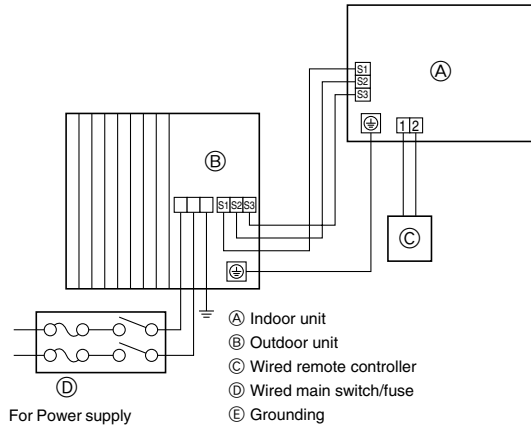 S1
S2
S3
Ⓐ
1 2
Ⓑ
S1 S2 S3
Ⓒ
Ⓓ
For Power supply
Ⓐ Indoor unit
Ⓑ Outdoor unit
Ⓒ Wired remote controller
Ⓓ Wired main switch/fuse
Ⓔ Grounding